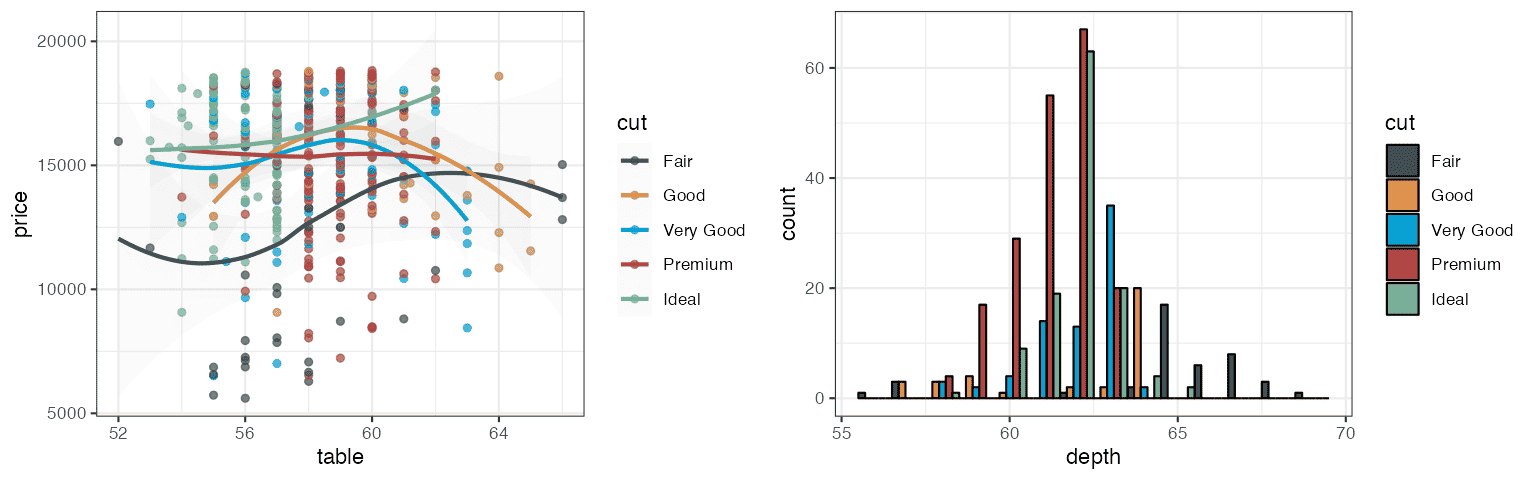 20000
15000
10000
5000
price
52 56 60 64
table
cut
Fair
Good
Very Good
Premium
Ideal
60
40
20
0
count
55 60 65 70
depth
cut
Fair
Good
Very Good
Premium
Ideal